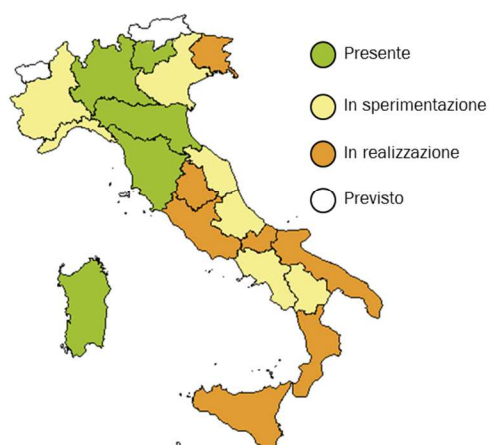 Presente
In sperimentazione
In realizzazione
Previsto